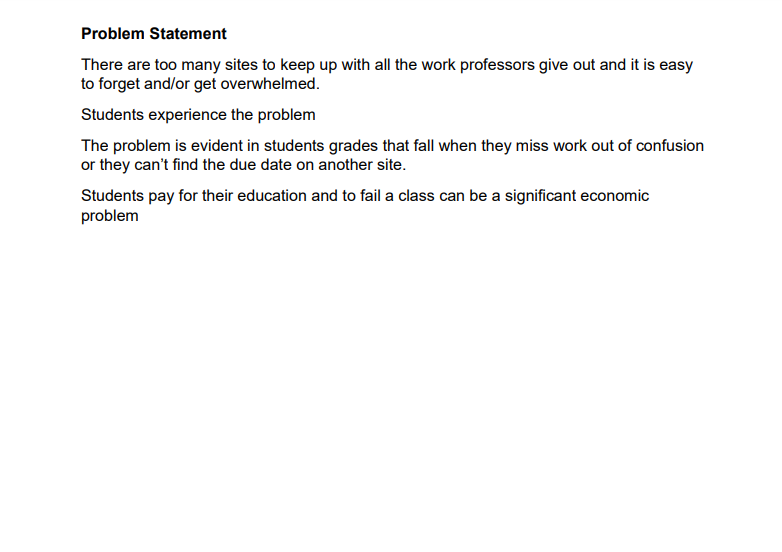 Problem Statement
There are too many sites to keep up with all the work professors give out and it is easy
to forget and/or get overwhelmed.
Students experience the problem
The problem is evident in students grades that fall when they miss work out of confusion
or they can’t find the due date on another site.
Students pay for their education and to fail a class can be a significant economic
problem